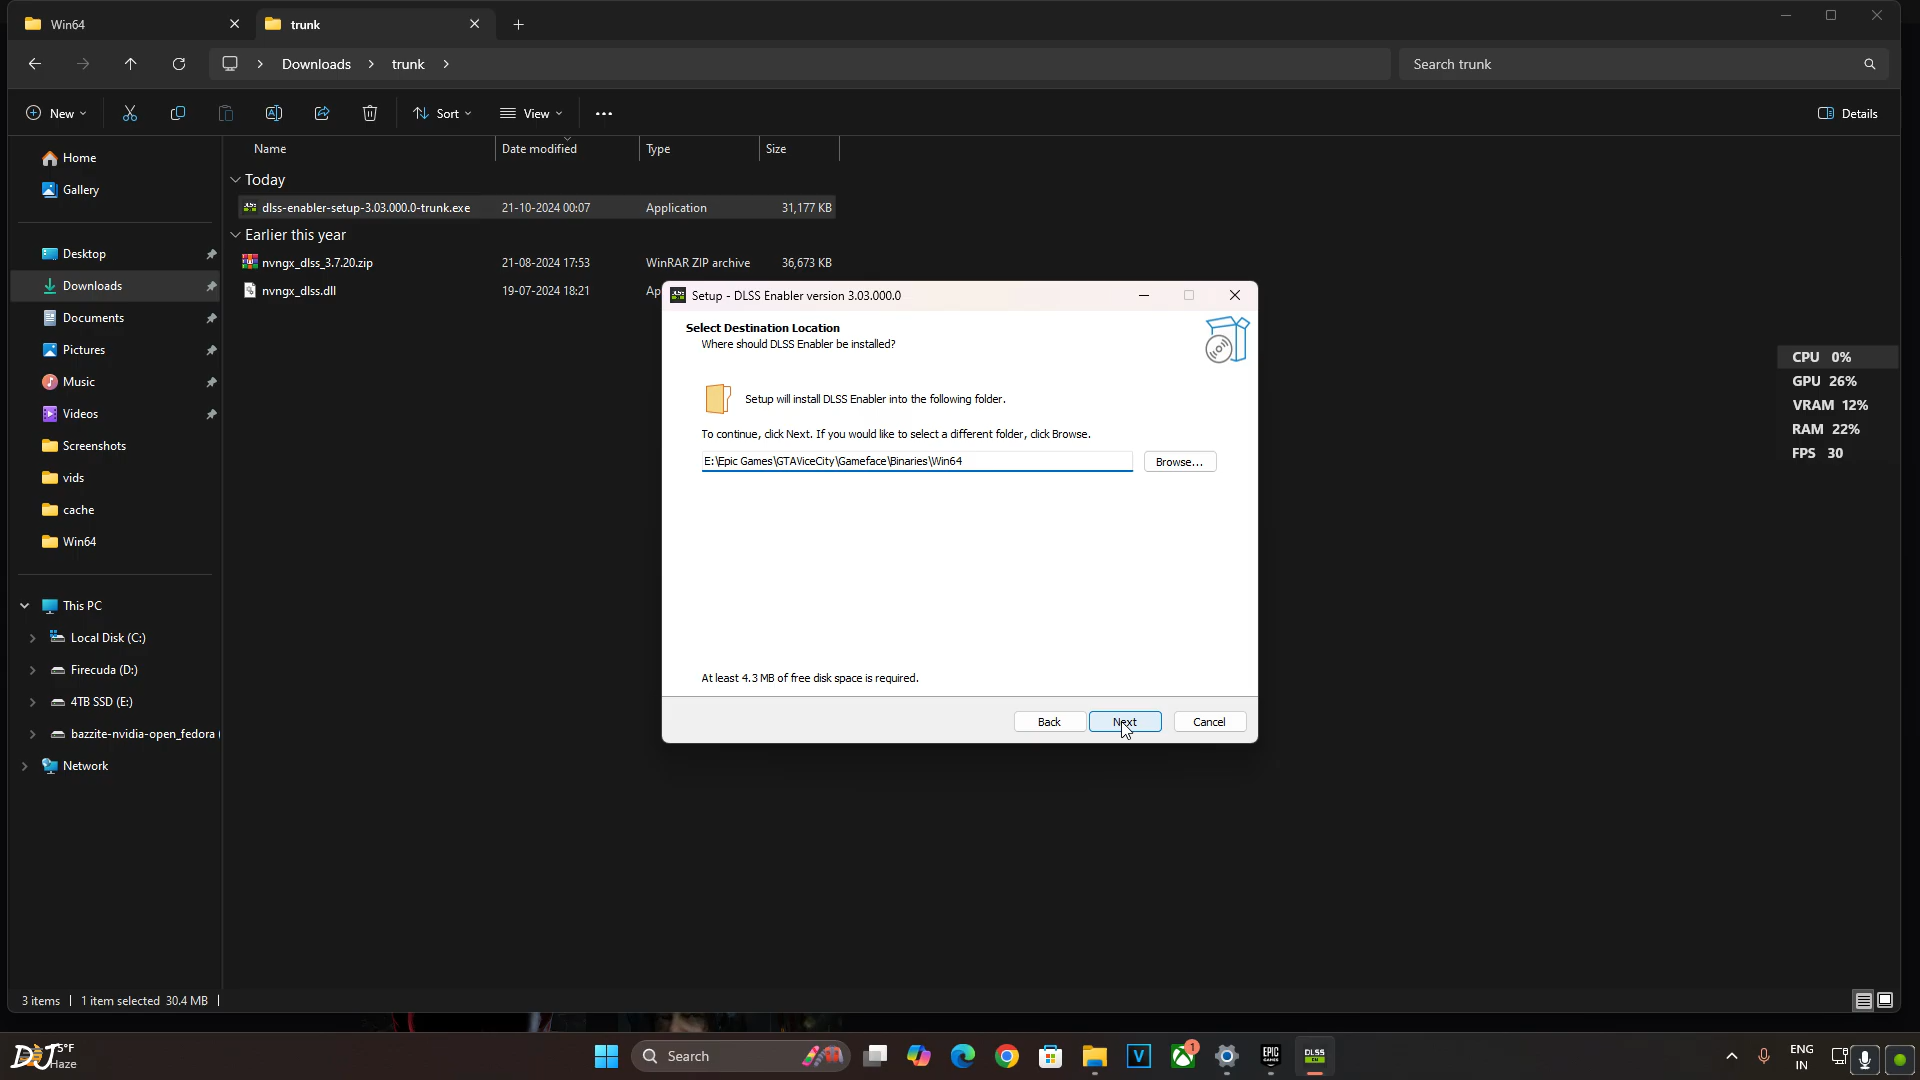 Win64
trunk
Downloads
trunk
Search trunk
New
Sort
View
Details
Name
Date modified
Type
Size
Home
Gallery
Desktop
Downloads
Documents
Pictures
Music
Videos
Screenshots
vids
cache
Win64
This PC
Local Disk (C:)
Firecuda (D:)
4TB SSD (E:)
bazzite-nvidia-open_fedora (
Network
Today
dlss-enabler-setup-3.03.000.0-trunk.exe 21-10-2024 00:07 Application 31,177 KB
Earlier this year
nvngx_dlss_3.7.20.zip 21-08-2024 17:53 WinRAR ZIP archive 36,673 KB
nvngx_dlss.dll 19-07-2024 18:21 Ap
Setup - DLSS Enabler version 3.03.000.0
Select Destination Location
Where should DLSS Enabler be installed?
Setup will install DLSS Enabler into the following folder.
To continue, click Next. If you would like to select a different folder, click Browse.
E:\Epic Games\GTAViceCity\Gameface\Binaries\Win64
Browse...
At least 4.3 MB of free disk space is required.
Back
Next
Cancel
CPU 0%
GPU 26%
VRAM 12%
RAM 22%
FPS 30
3 items
1 item selected 30.4 MB
5°F
Haze
Search
V
1
EPIC
GAMES
DLSS
ENG
IN